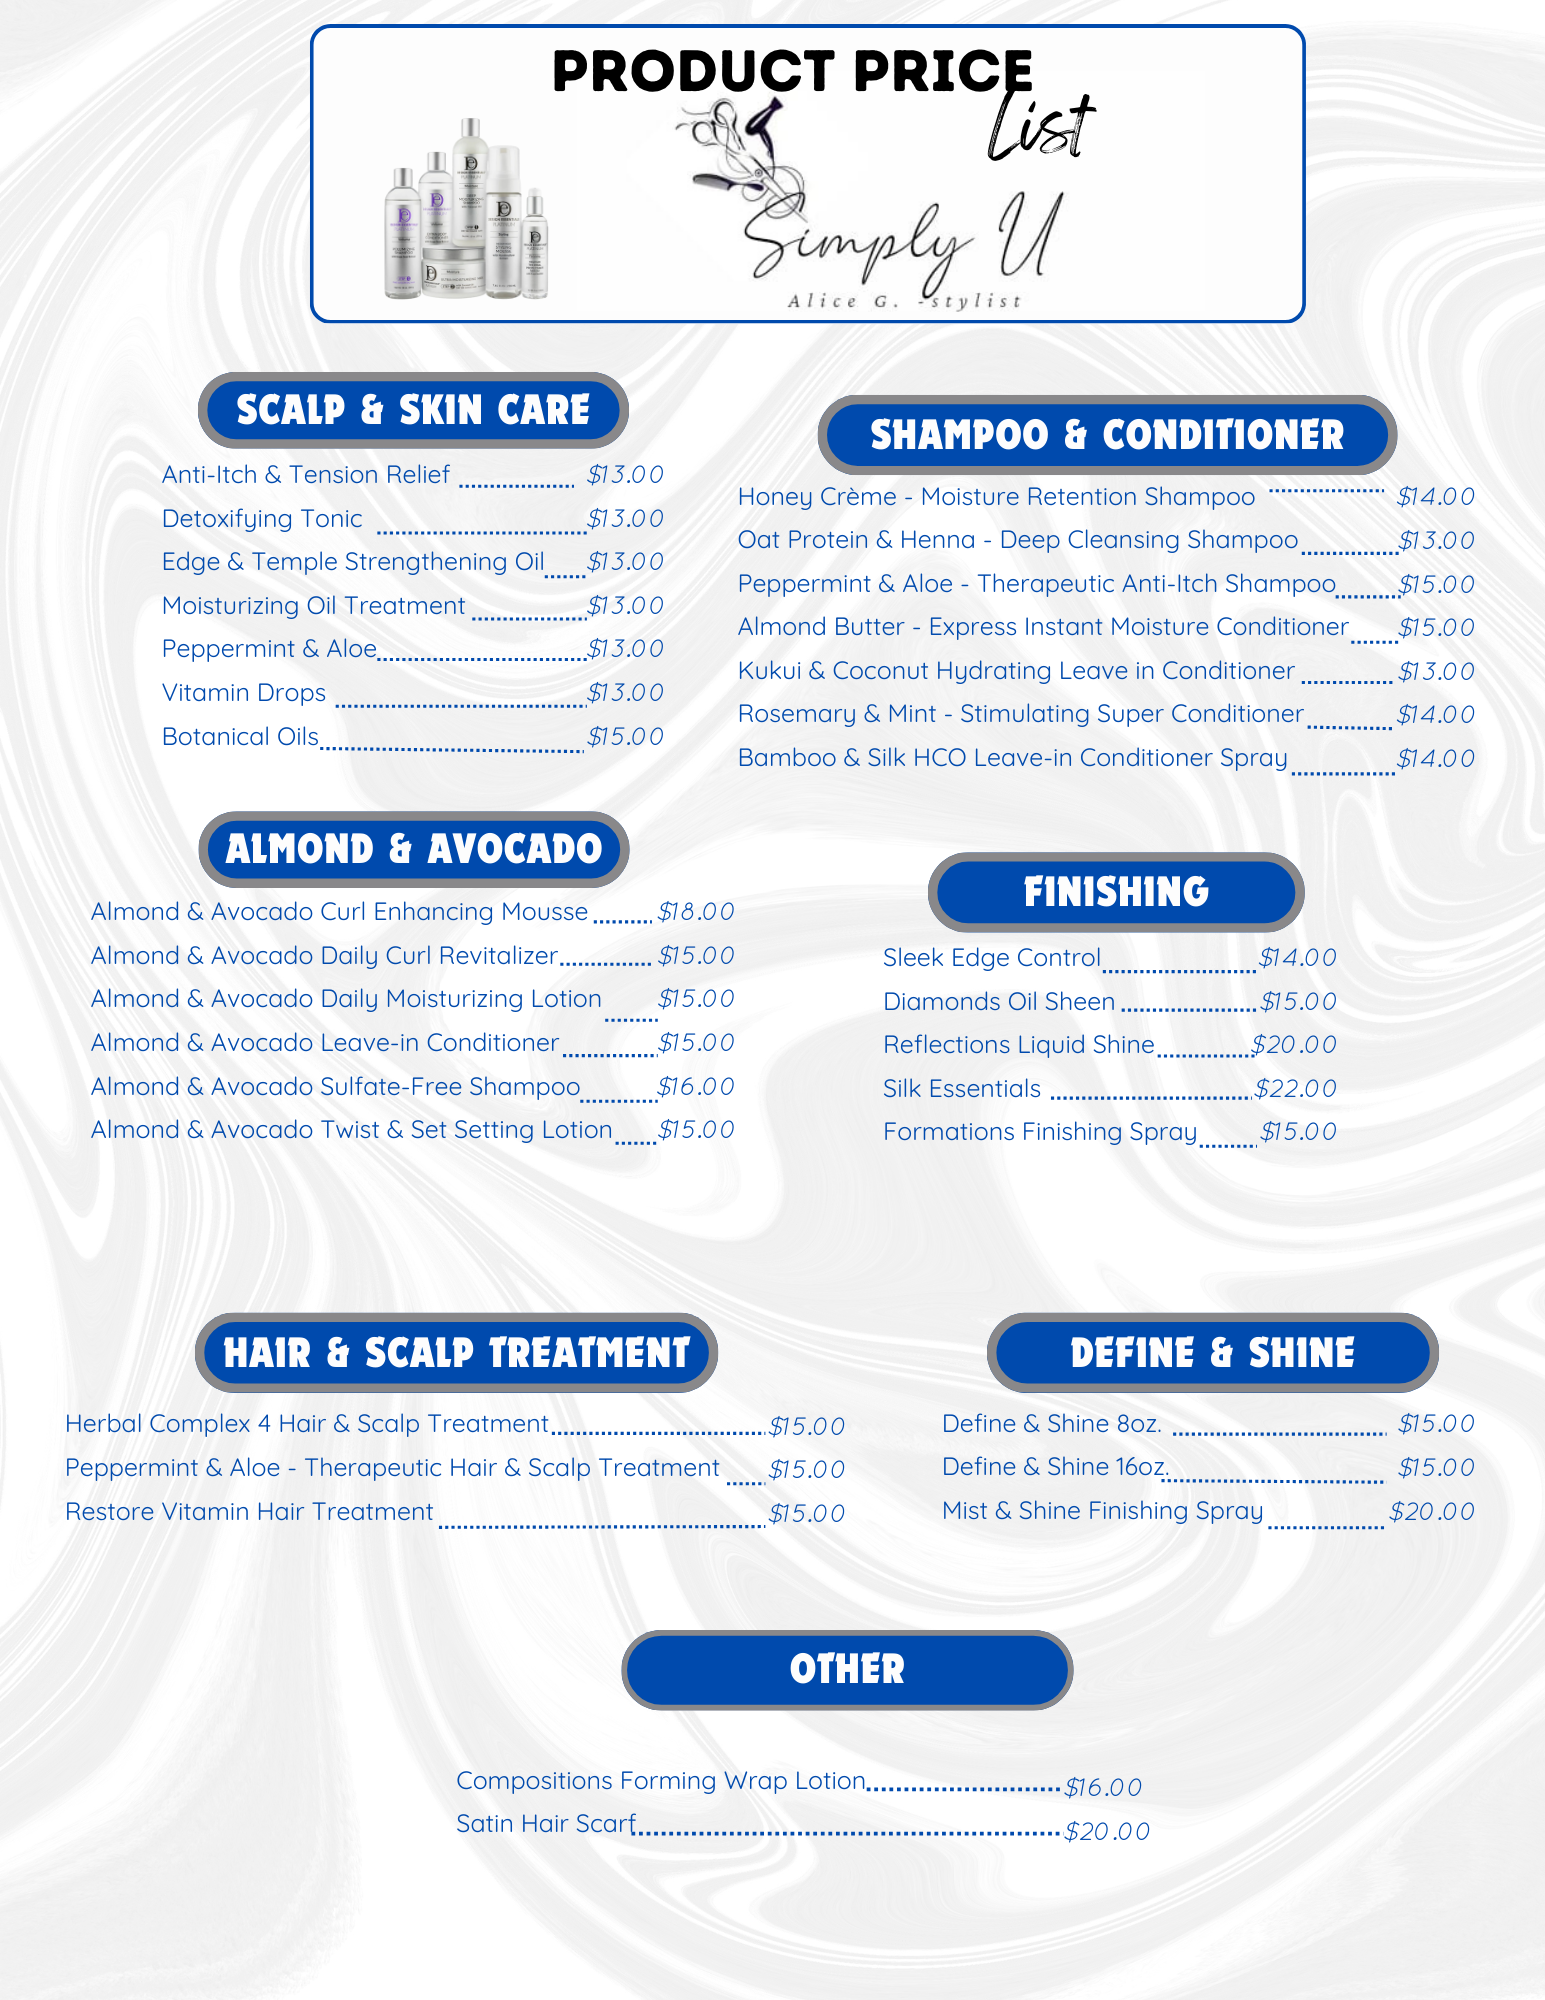 PRODUCT PRICE
List
Simply U
Alice G. -stylist
SCALP & SKIN CARE
Anti-Itch & Tension Relief $13.00
Detoxifying Tonic $13.00
Edge & Temple Strengthening Oil $13.00
Moisturizing Oil Treatment $13.00
Peppermint & Aloe $13.00
Vitamin Drops $13.00
Botanical Oils $15.00
SHAMPOO & CONDITIONER
Honey Crème - Moisture Retention Shampoo $14.00
Oat Protein & Henna - Deep Cleansing Shampoo $13.00
Peppermint & Aloe - Therapeutic Anti-Itch Shampoo $15.00
Almond Butter - Express Instant Moisture Conditioner $15.00
Kukui & Coconut Hydrating Leave in Conditioner $13.00
Rosemary & Mint - Stimulating Super Conditioner $14.00
Bamboo & Silk HCO Leave-in Conditioner Spray $14.00
ALMOND & AVOCADO
Almond & Avocado Curl Enhancing Mousse $18.00
Almond & Avocado Daily Curl Revitalizer $15.00
Almond & Avocado Daily Moisturizing Lotion $15.00
Almond & Avocado Leave-in Conditioner $15.00
Almond & Avocado Sulfate-Free Shampoo $16.00
Almond & Avocado Twist & Set Setting Lotion $15.00
FINISHING
Sleek Edge Control $14.00
Diamonds Oil Sheen $15.00
Reflections Liquid Shine $20.00
Silk Essentials $22.00
Formations Finishing Spray $15.00
HAIR & SCALP TREATMENT
Herbal Complex 4 Hair & Scalp Treatment $15.00
Peppermint & Aloe - Therapeutic Hair & Scalp Treatment $15.00
Restore Vitamin Hair Treatment $15.00
DEFINE & SHINE
Define & Shine 8oz. $15.00
Define & Shine 16oz. $15.00
Mist & Shine Finishing Spray $20.00
OTHER
Compositions Forming Wrap Lotion $16.00
Satin Hair Scarf $20.00